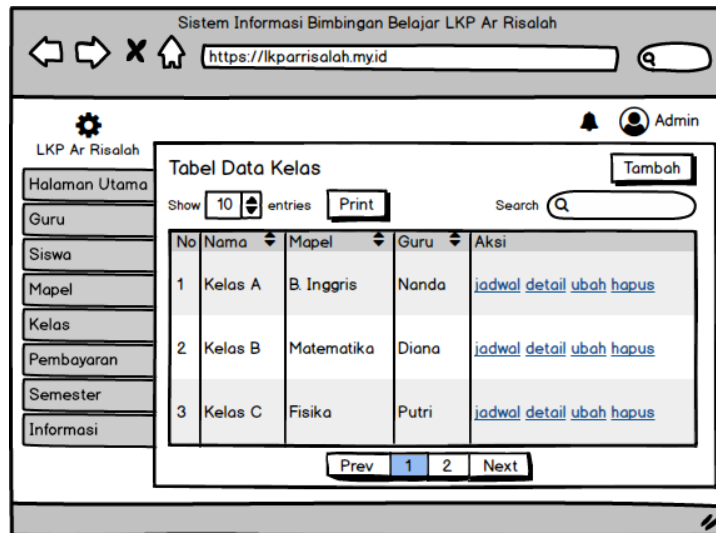 Sistem Informasi Bimbingan Belajar LKP Ar Risalah
https://lkparrisalah.my.id
LKP Ar Risalah
Admin
Halaman Utama
Guru
Siswa
Mapel
Kelas
Pembayaran
Semester
Informasi
Tabel Data Kelas
Tambah
Show 10 entries Print Search
No Nama Mapel Guru Aksi
1 Kelas A B. Inggris Nanda jadwal detail ubah hapus
2 Kelas B Matematika Diana jadwal detail ubah hapus
3 Kelas C Fisika Putri jadwal detail ubah hapus
Prev 1 2 Next